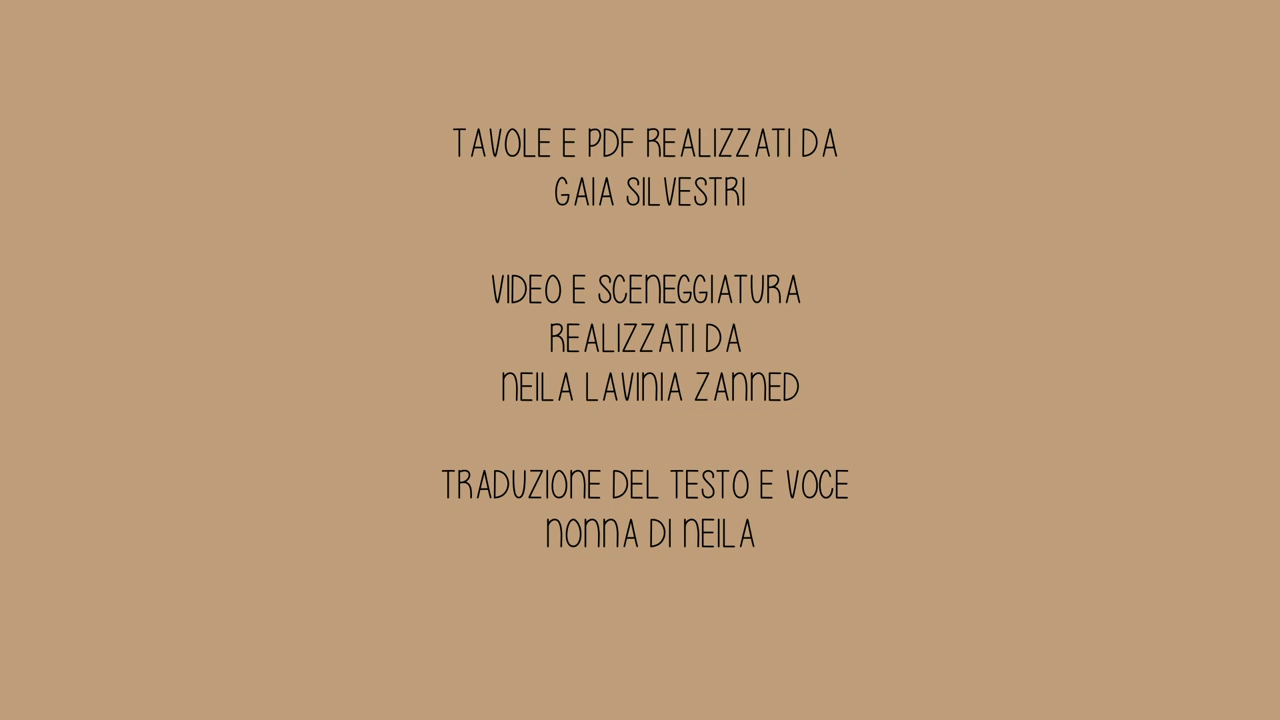 TAVOLE E PDF REALIZZATI DA
GAIA SILVESTRI
VIDEO E SCENEGGIATURA
REALIZZATI DA
NEILA LAVINIA ZANNED
TRADUZIONE DEL TESTO E VOCE
NONNA DI NEILA